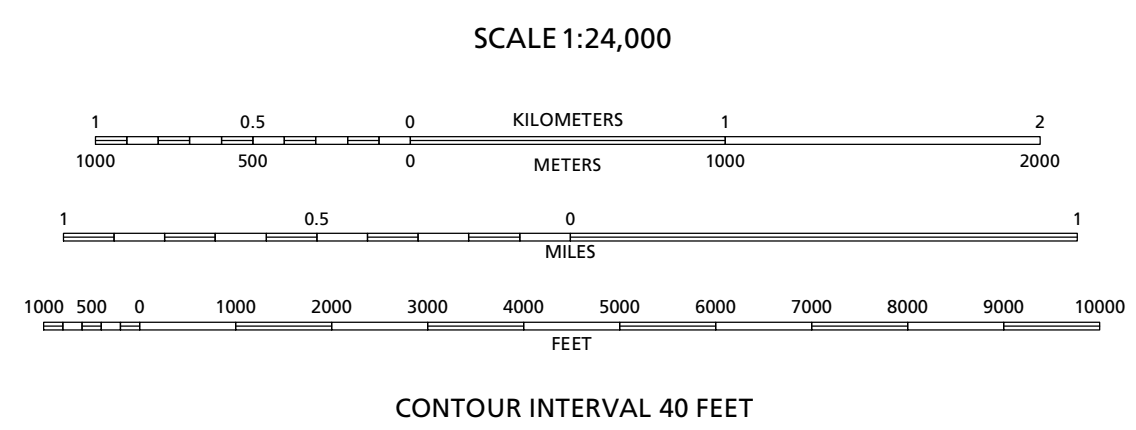 SCALE 1:24,000
1 0.5 0 KILOMETERS 1 2
1000 500 0 METERS 1000 2000
1 0.5 0 1
MILES
1000 500 0 1000 2000 3000 4000 5000 6000 7000 8000 9000 10000
FEET
CONTOUR INTERVAL 40 FEET